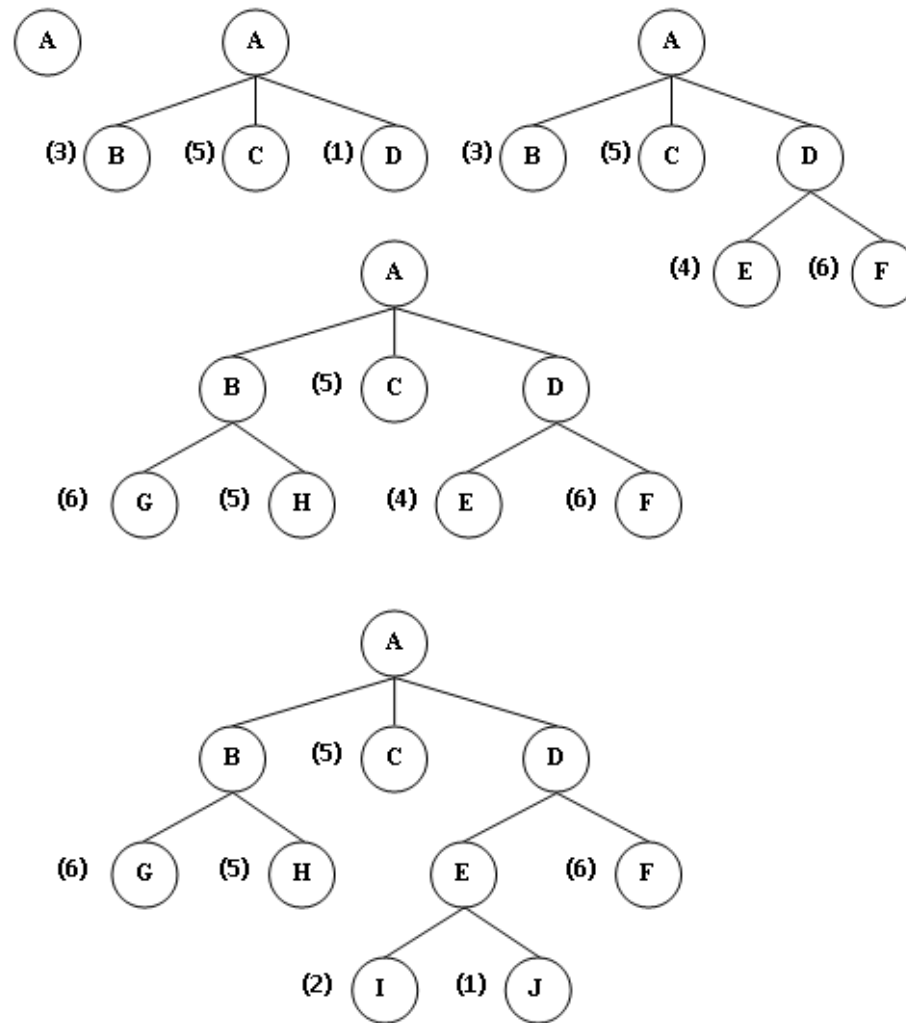 A A A
(3) B (5) C (1) D (3) B (5) C D
(4) E (6) F
A
B (5) C D
(6) G (5) H (4) E (6) F
A
B (5) C D
(6) G (5) H E (6) F
(2) I (1) J